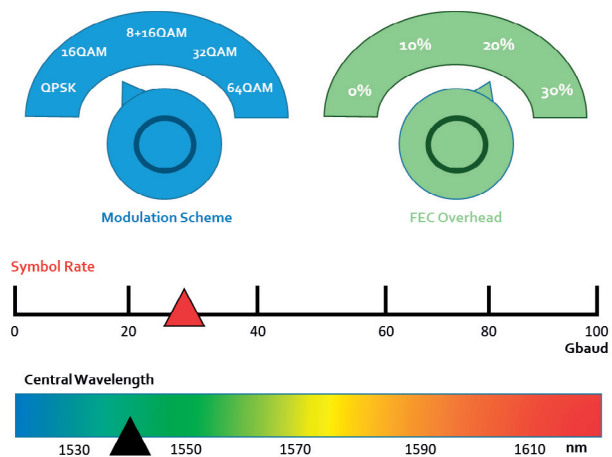 8+16QAM
16QAM
32QAM
QPSK
64QAM
Modulation Scheme
10%
20%
0%
30%
FEC Overhead
Symbol Rate
0 20 40 60 80 100
Gbaud
Central Wavelength
1530 1550 1570 1590 1610 nm